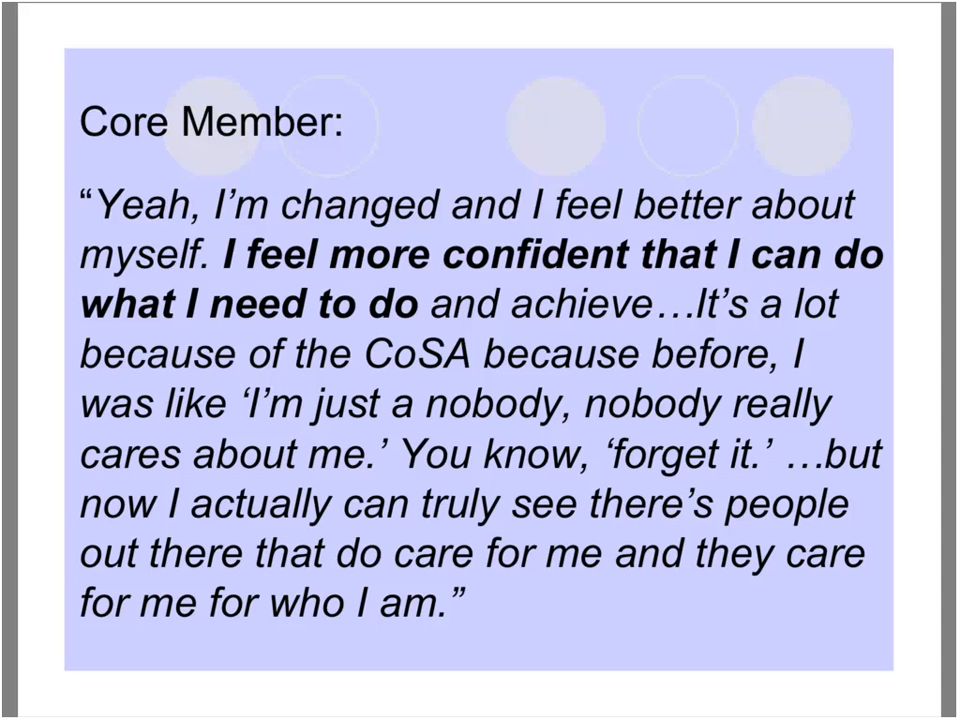 Core Member:
“Yeah, I’m changed and I feel better about
myself. I feel more confident that I can do
what I need to do and achieve…It’s a lot
because of the CoSA because before, I
was like ‘I’m just a nobody, nobody really
cares about me.’ You know, ‘forget it.’ …but
now I actually can truly see there’s people
out there that do care for me and they care
for me for who I am.”